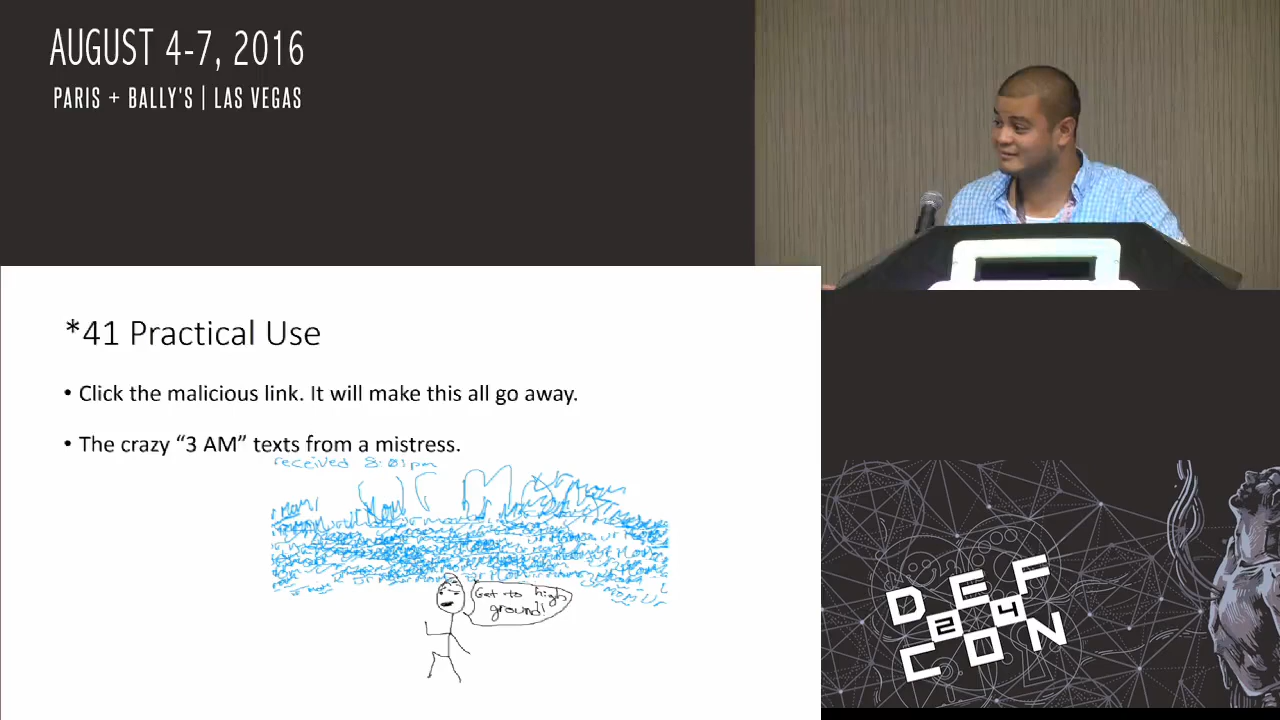 AUGUST 4-7, 2016
PARIS + BALLY'S | LAS VEGAS
*41 Practical Use
• Click the malicious link. It will make this all go away.
• The crazy “3 AM” texts from a mistress.
received 8:01pm
Get to high
ground!
DEF
24
CON